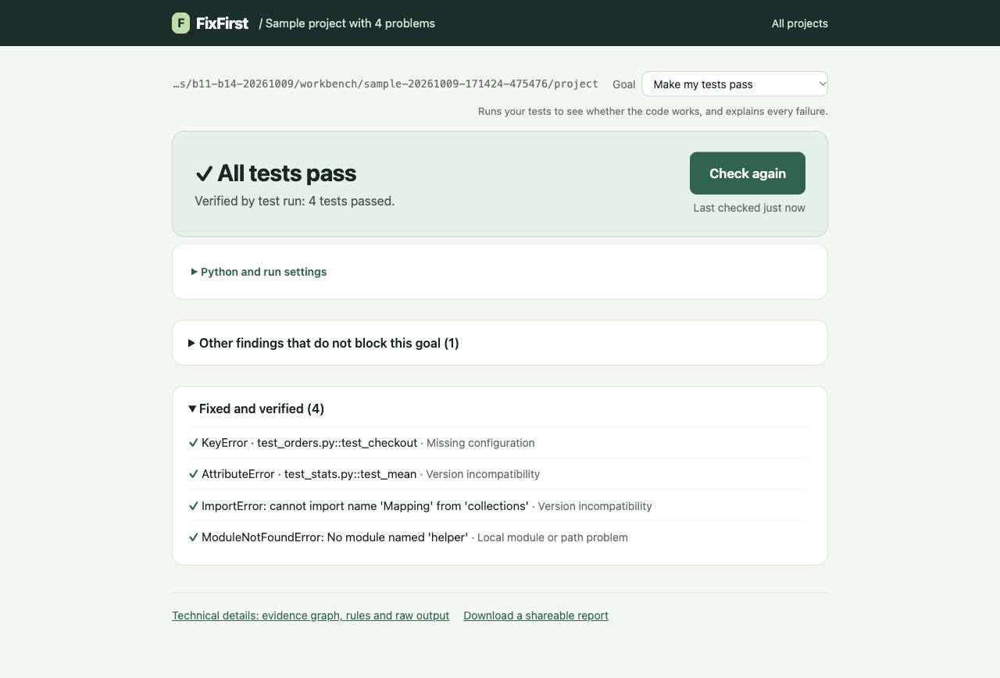 F FixFirst / Sample project with 4 problems All projects
…s/b11-b14-20261009/workbench/sample-20261009-171424-475476/project Goal Make my tests pass
Runs your tests to see whether the code works, and explains every failure.
✓ All tests pass
Verified by test run: 4 tests passed.
Check again
Last checked just now
▶ Python and run settings
▶ Other findings that do not block this goal (1)
▼ Fixed and verified (4)
✓ KeyError · test_orders.py::test_checkout · Missing configuration
✓ AttributeError · test_stats.py::test_mean · Version incompatibility
✓ ImportError: cannot import name 'Mapping' from 'collections' · Version incompatibility
✓ ModuleNotFoundError: No module named 'helper' · Local module or path problem
Technical details: evidence graph, rules and raw output Download a shareable report